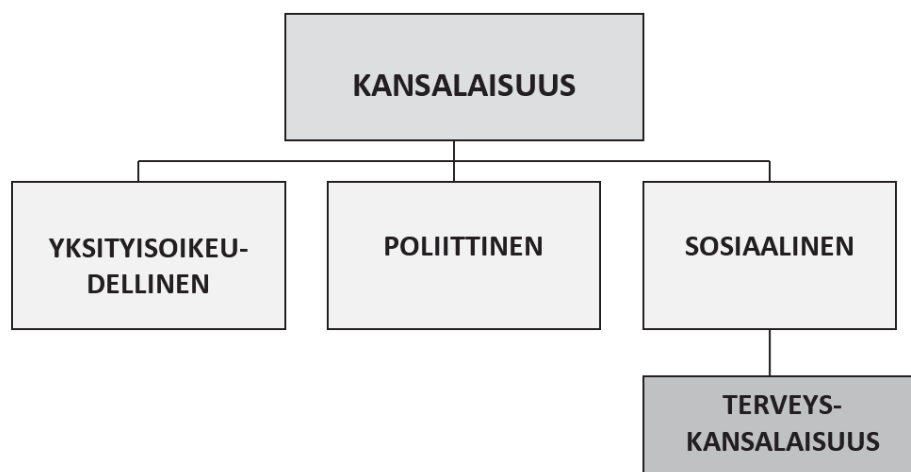 KANSALAISUUS
YKSITYISOIKEU-
DELLINEN
POLIITTINEN
SOSIAALINEN
TERVEYS-
KANSALAISUUS